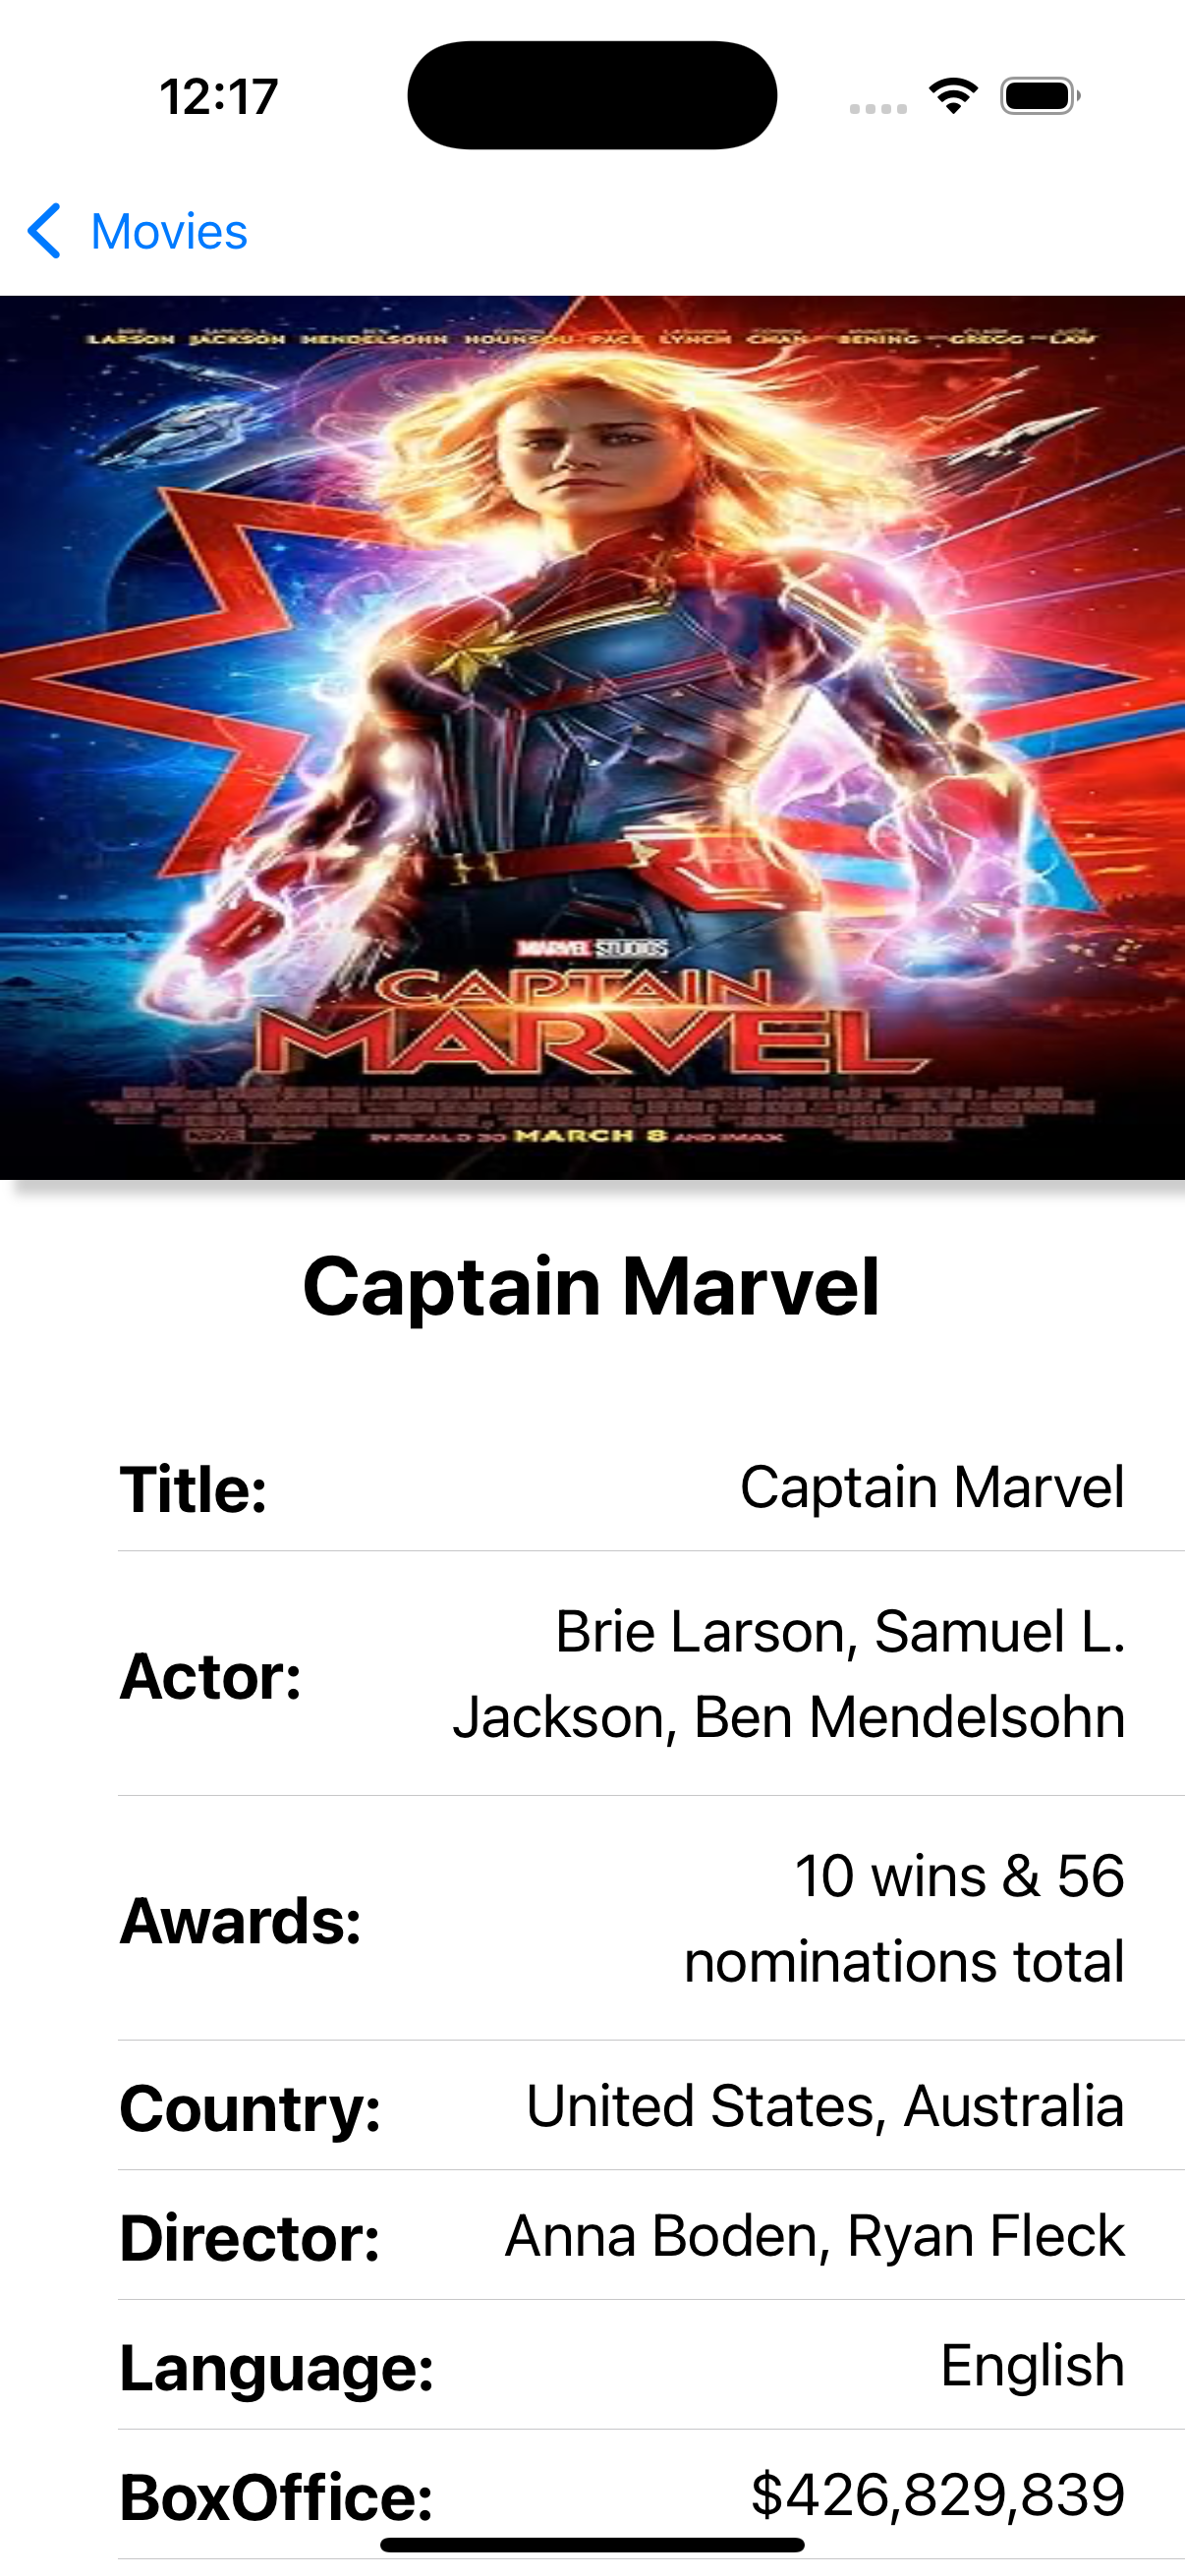 12:17
Movies
LARSON JACKSON MENDELSOHN HOUNSOU PACE LYNCH CHAN BENING GREGG LAW
MARVEL STUDIOS
CAPTAIN
MARVEL
MARCH 8
Captain Marvel
Title: Captain Marvel
Actor: Brie Larson, Samuel L.
Jackson, Ben Mendelsohn
Awards: 10 wins & 56
nominations total
Country: United States, Australia
Director: Anna Boden, Ryan Fleck
Language: English
BoxOffice: $426,829,839